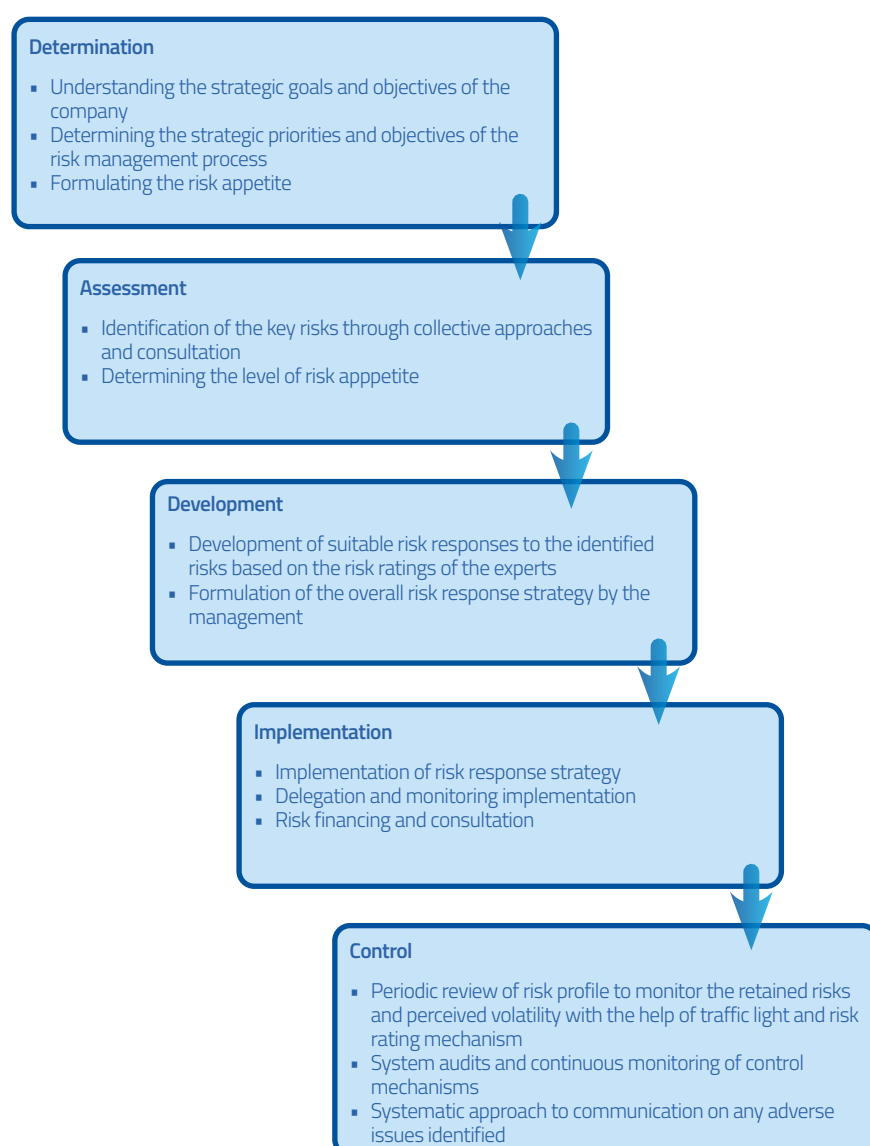 Determination
▪ Understanding the strategic goals and objectives of the
company
▪ Determining the strategic priorities and objectives of the
risk management process
▪ Formulating the risk appetite
Assessment
▪ Identification of the key risks through collective approaches
and consultation
▪ Determining the level of risk apppetite
Development
▪ Development of suitable risk responses to the identified
risks based on the risk ratings of the experts
▪ Formulation of the overall risk response strategy by the
management
Implementation
▪ Implementation of risk response strategy
▪ Delegation and monitoring implementation
▪ Risk financing and consultation
Control
▪ Periodic review of risk profile to monitor the retained risks
and perceived volatility with the help of traffic light and risk
rating mechanism
▪ System audits and continuous monitoring of control
mechanisms
▪ Systematic approach to communication on any adverse
issues identified